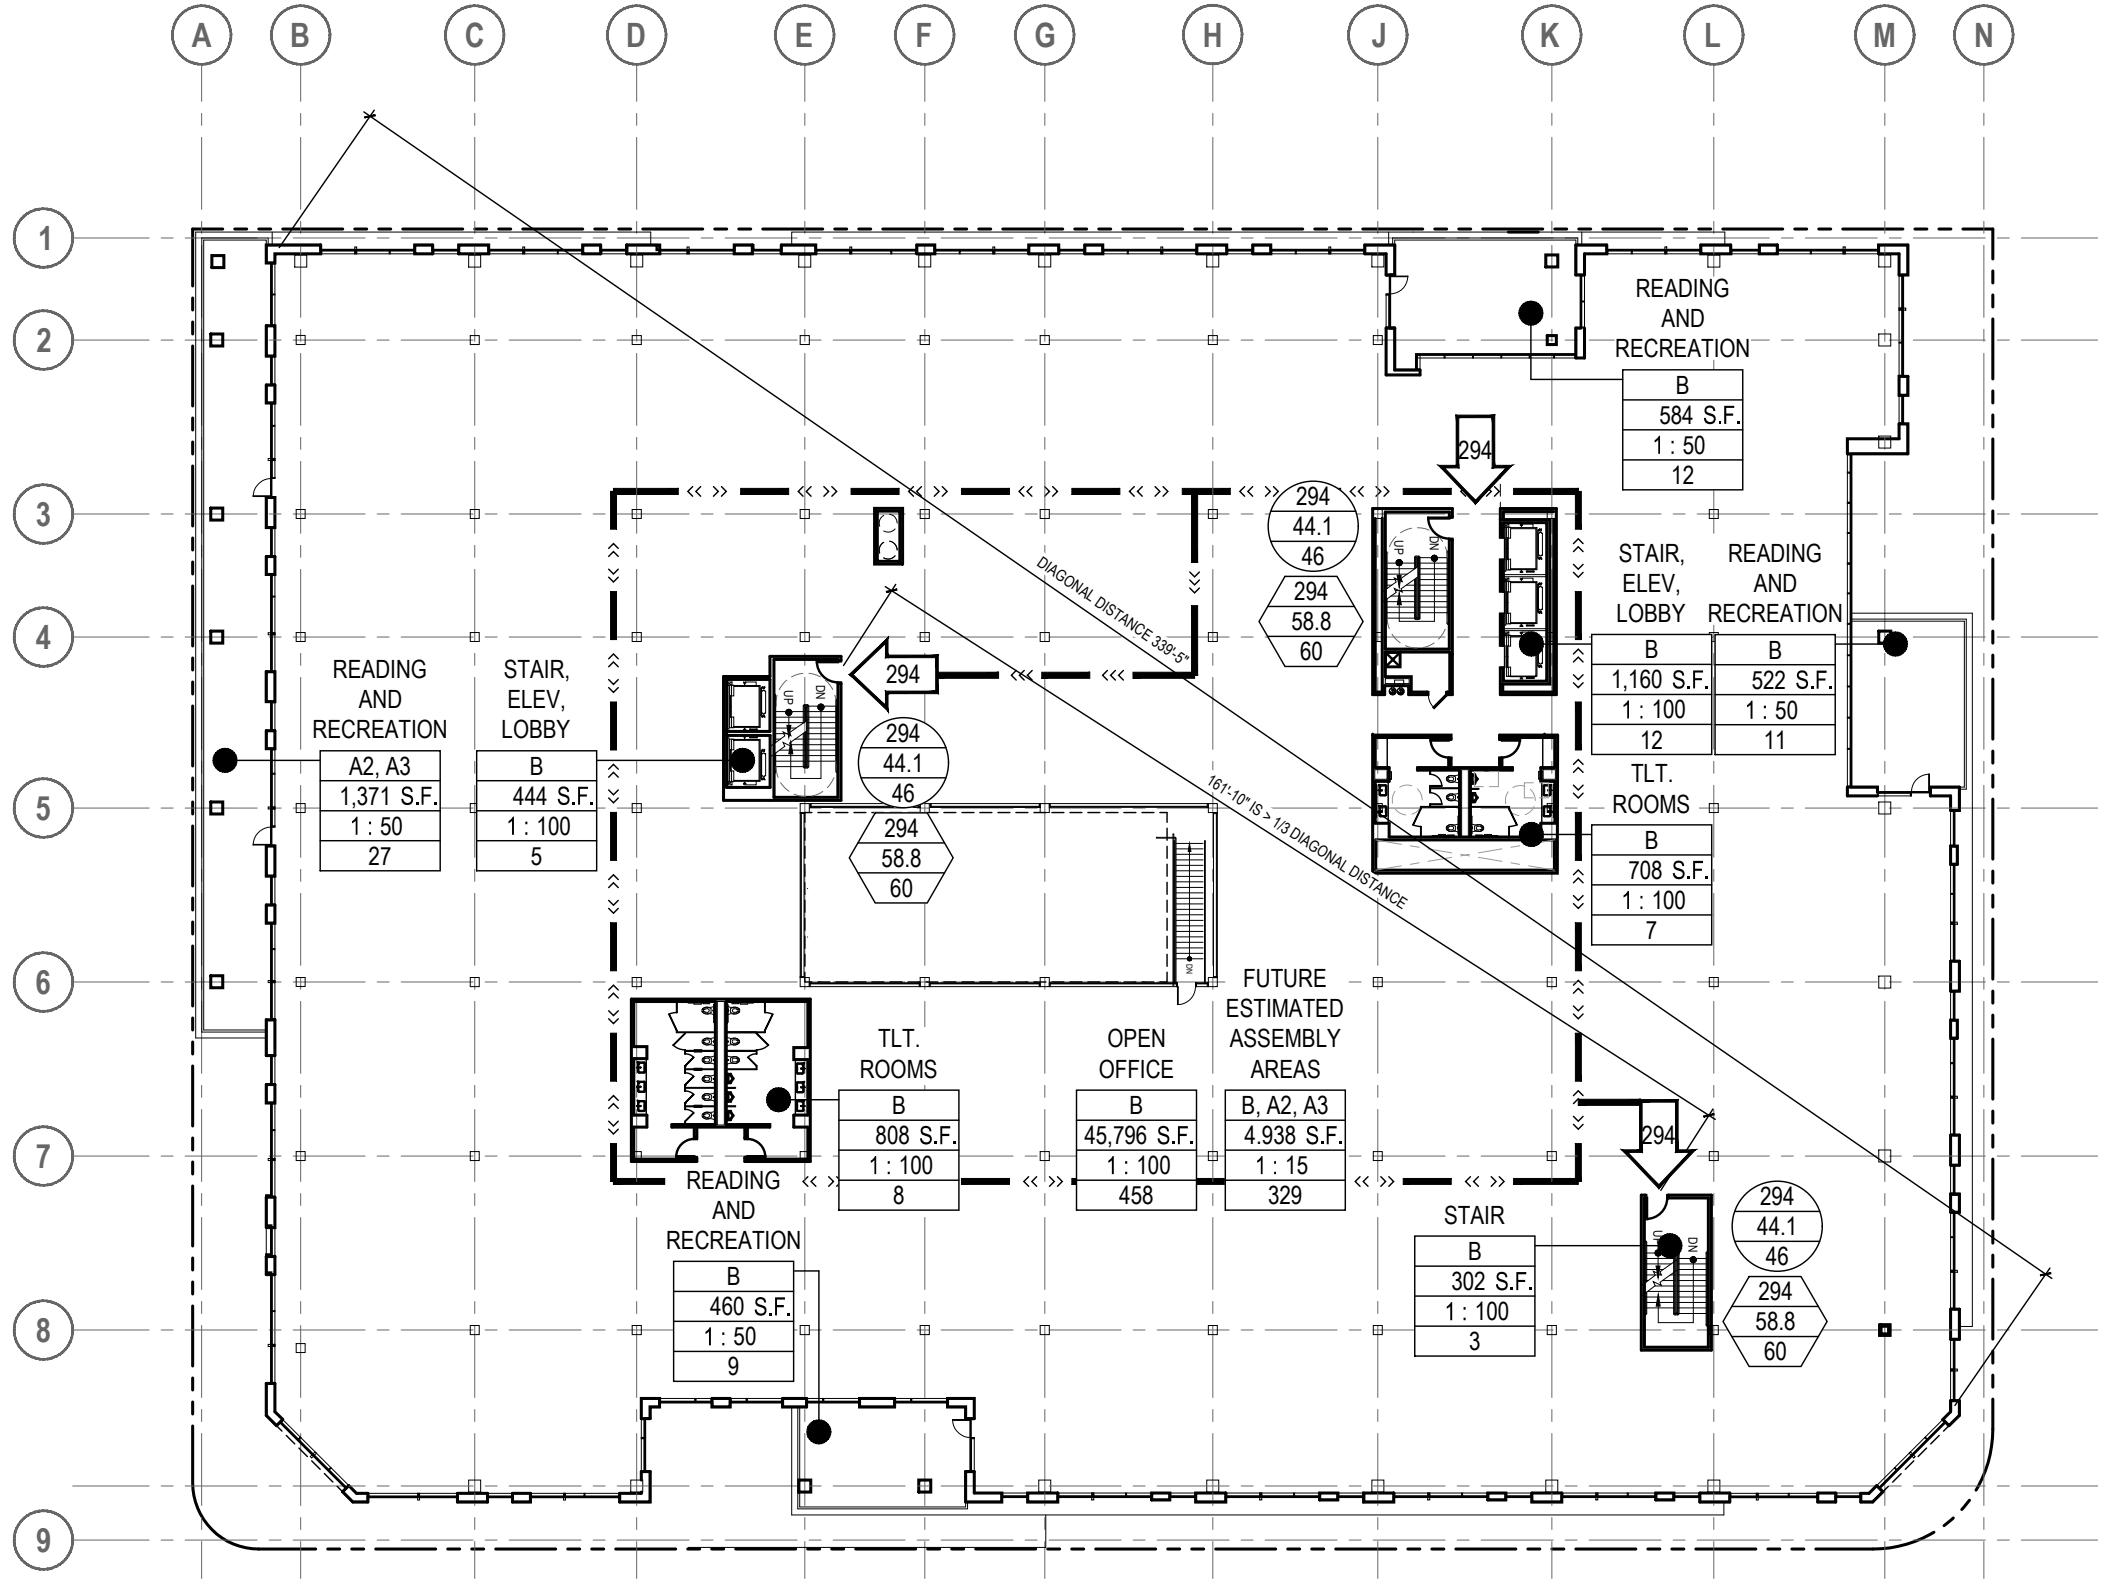 A
B
C
D
E
F
G
H
J
K
L
M
N
1
2
3
4
5
6
7
8
9
READING
AND
RECREATION
B
584 S.F.
1 : 50
12
294
294
44.1
46
294
58.8
60
DIAGONAL DISTANCE 339'-5"
STAIR,
ELEV,
LOBBY
B
1,160 S.F.
1 : 100
12
READING
AND
RECREATION
B
522 S.F.
1 : 50
11
UP
DN
READING
AND
RECREATION
A2, A3
1,371 S.F.
1 : 50
27
STAIR,
ELEV,
LOBBY
B
444 S.F.
1 : 100
5
UP
DN
294
294
44.1
46
294
58.8
60
161'-10" IS > 1/3 DIAGONAL DISTANCE
TLT.
ROOMS
B
708 S.F.
1 : 100
7
DN
TLT.
ROOMS
B
808 S.F.
1 : 100
8
OPEN
OFFICE
B
45,796 S.F.
1 : 100
458
FUTURE
ESTIMATED
ASSEMBLY
AREAS
B, A2, A3
4.938 S.F.
1 : 15
329
294
READING
AND
RECREATION
B
460 S.F.
1 : 50
9
STAIR
B
302 S.F.
1 : 100
3
UP
DN
294
44.1
46
294
58.8
60